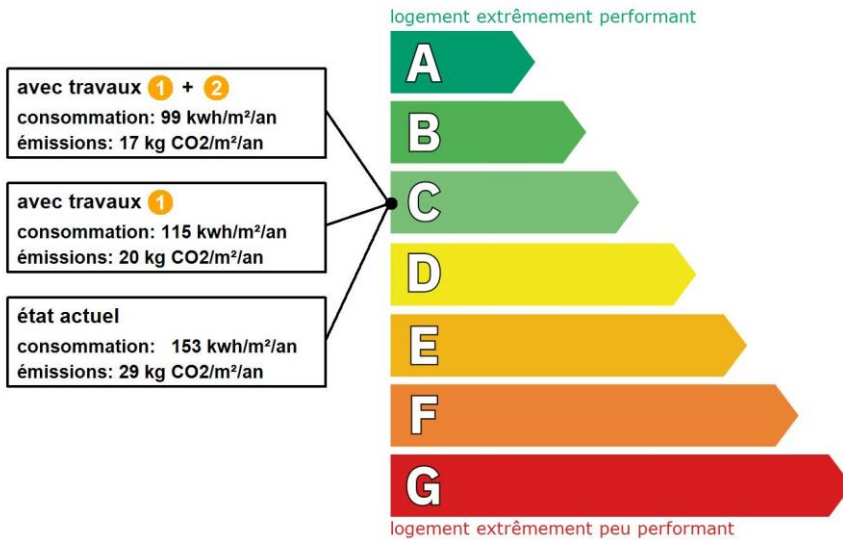 logement extrêmement performant
avec travaux 1 + 2
consommation: 99 kwh/m²/an
émissions: 17 kg CO2/m²/an
avec travaux 1
consommation: 115 kwh/m²/an
émissions: 20 kg CO2/m²/an
état actuel
consommation: 153 kwh/m²/an
émissions: 29 kg CO2/m²/an
A
B
C
D
E
F
G
logement extrêmement peu performant